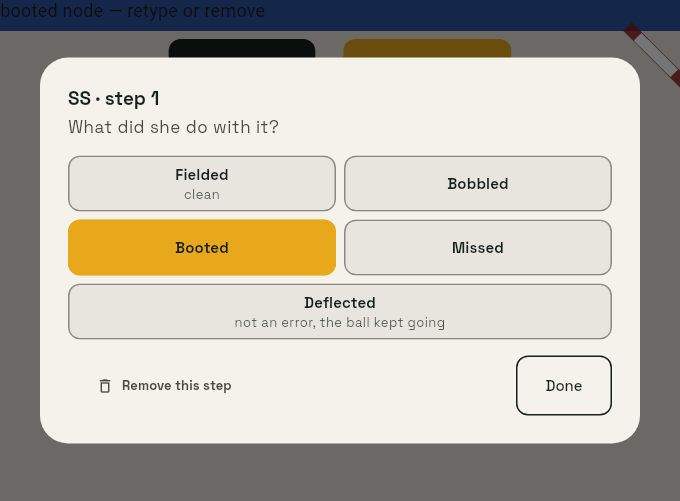 booted node — retype or remove
SS · step 1
What did she do with it?
Fielded
clean
Bobbled
Booted
Missed
Deflected
not an error, the ball kept going
Remove this step
Done